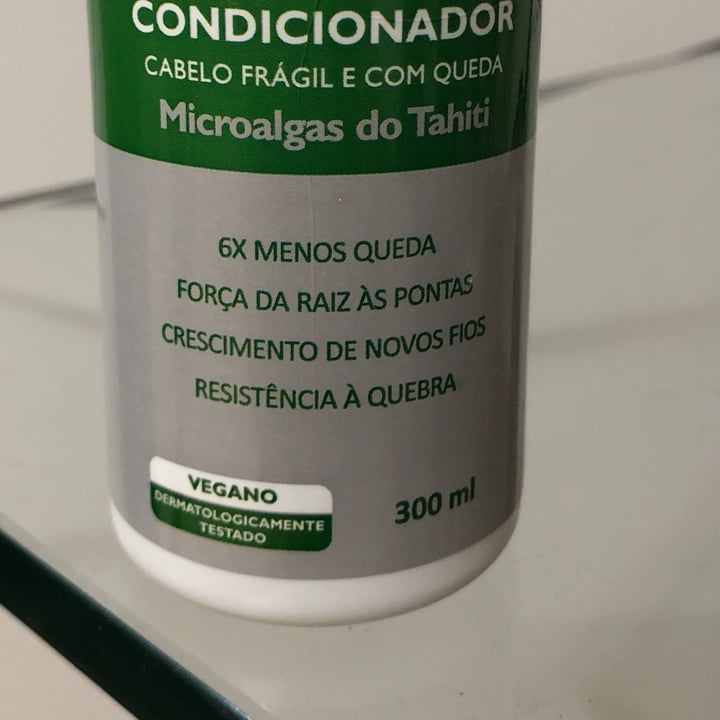 CONDICIONADOR
CABELO FRÁGIL E COM QUEDA
Microalgas do Tahiti
6X MENOS QUEDA
FORÇA DA RAIZ ÀS PONTAS
CRESCIMENTO DE NOVOS FIOS
RESISTÊNCIA À QUEBRA
VEGANO
DERMATOLOGICAMENTE
TESTADO
300 ml